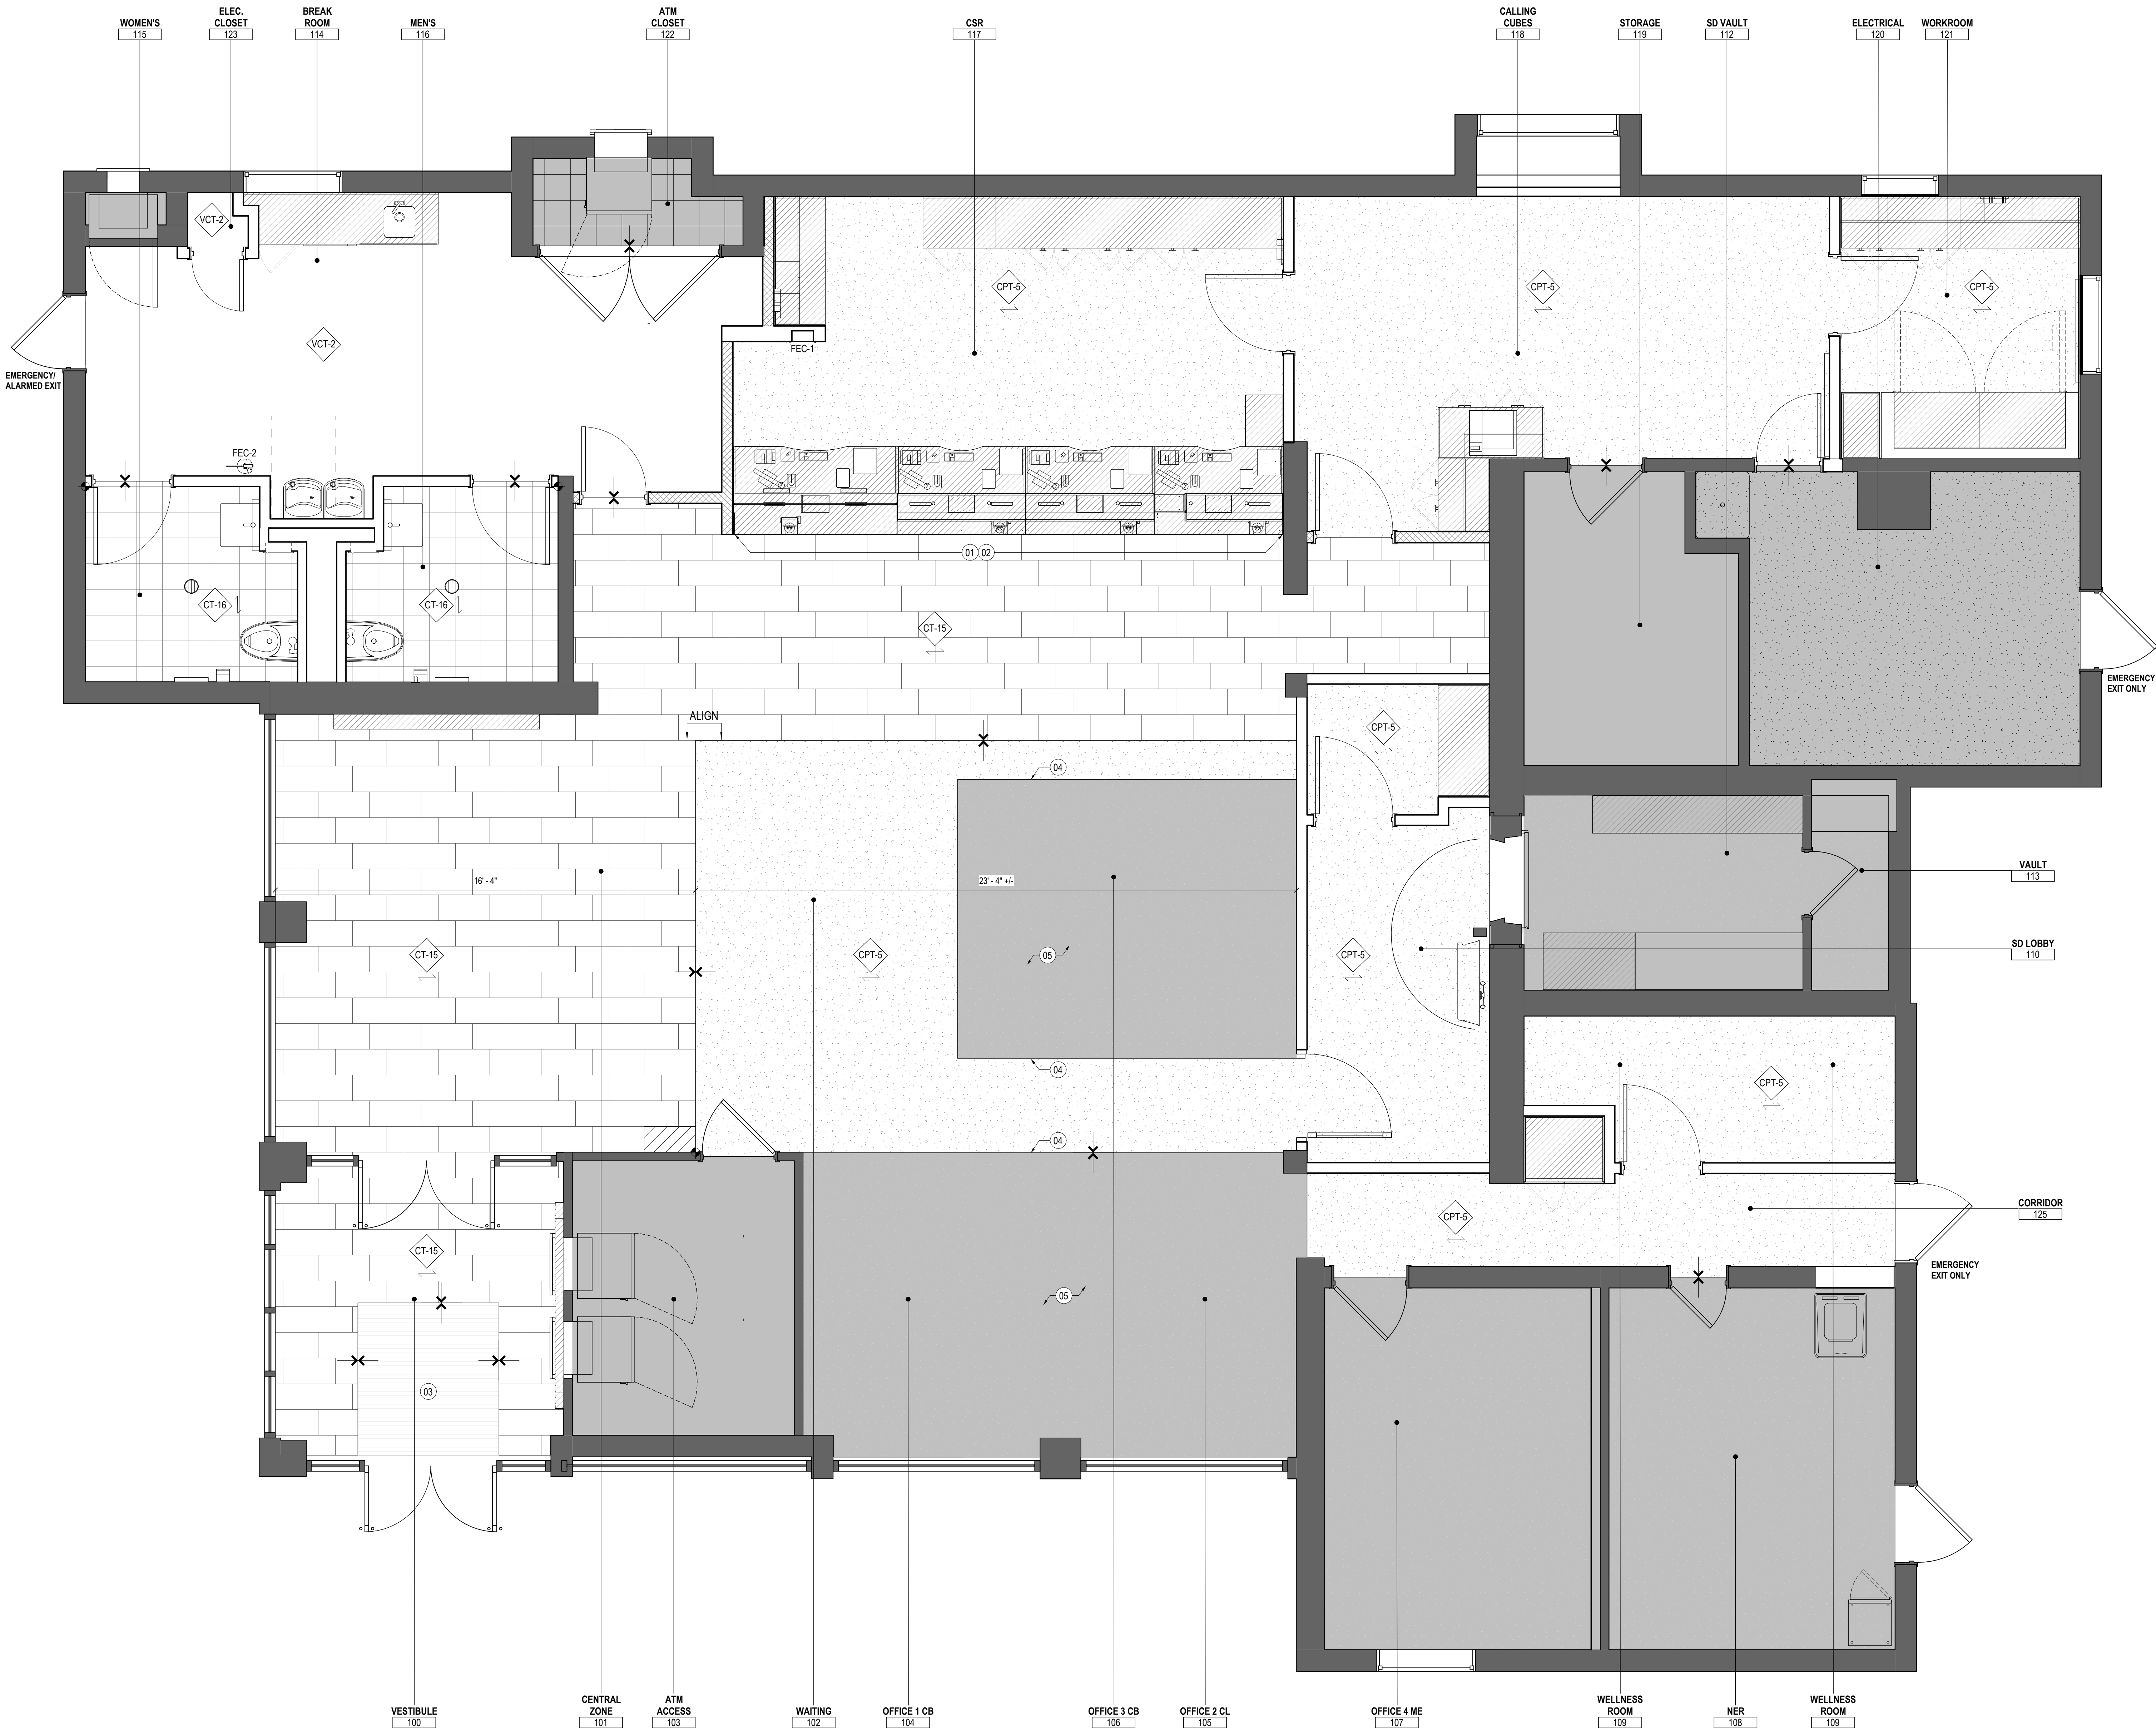 WOMEN'S
115
ELEC.
CLOSET
123
BREAK
ROOM
114
MEN'S
116
ATM
CLOSET
122
CSR
117
CALLING
CUBES
118
STORAGE
119
SD VAULT
112
ELECTRICAL
120
WORKROOM
121
VCT-2
CPT-5
CPT-5
CPT-5
VCT-2
FEC-1
EMERGENCY/
ALARMED EXIT
FEC-2
01
02
CT-16
CT-16
CT-15
EMERGENCY
EXIT ONLY
ALIGN
CPT-5
04
VAULT
113
16' - 4"
23' - 4" +/-
CT-15
CPT-5
05
CPT-5
SD LOBBY
110
04
CPT-5
04
CORRIDOR
125
CPT-5
CT-15
EMERGENCY
EXIT ONLY
05
03
VESTIBULE
100
CENTRAL
ZONE
101
ATM
ACCESS
103
WAITING
102
OFFICE 1 CB
104
OFFICE 3 CB
106
OFFICE 2 CL
105
OFFICE 4 ME
107
WELLNESS
ROOM
109
NER
108
WELLNESS
ROOM
109